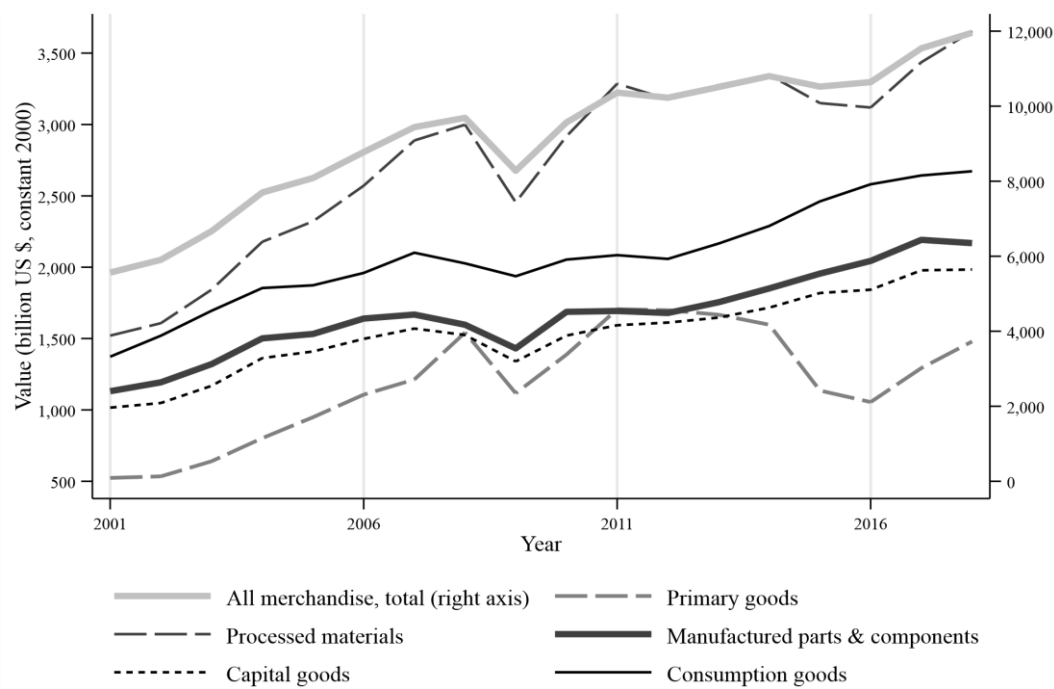 Value (billion US $, constant 2000)
3,500
3,000
2,500
2,000
1,500
1,000
500
12,000
10,000
8,000
6,000
4,000
2,000
0
2001
2006
2011
2016
Year
All merchandise, total (right axis)
Primary goods
Processed materials
Manufactured parts & components
Capital goods
Consumption goods